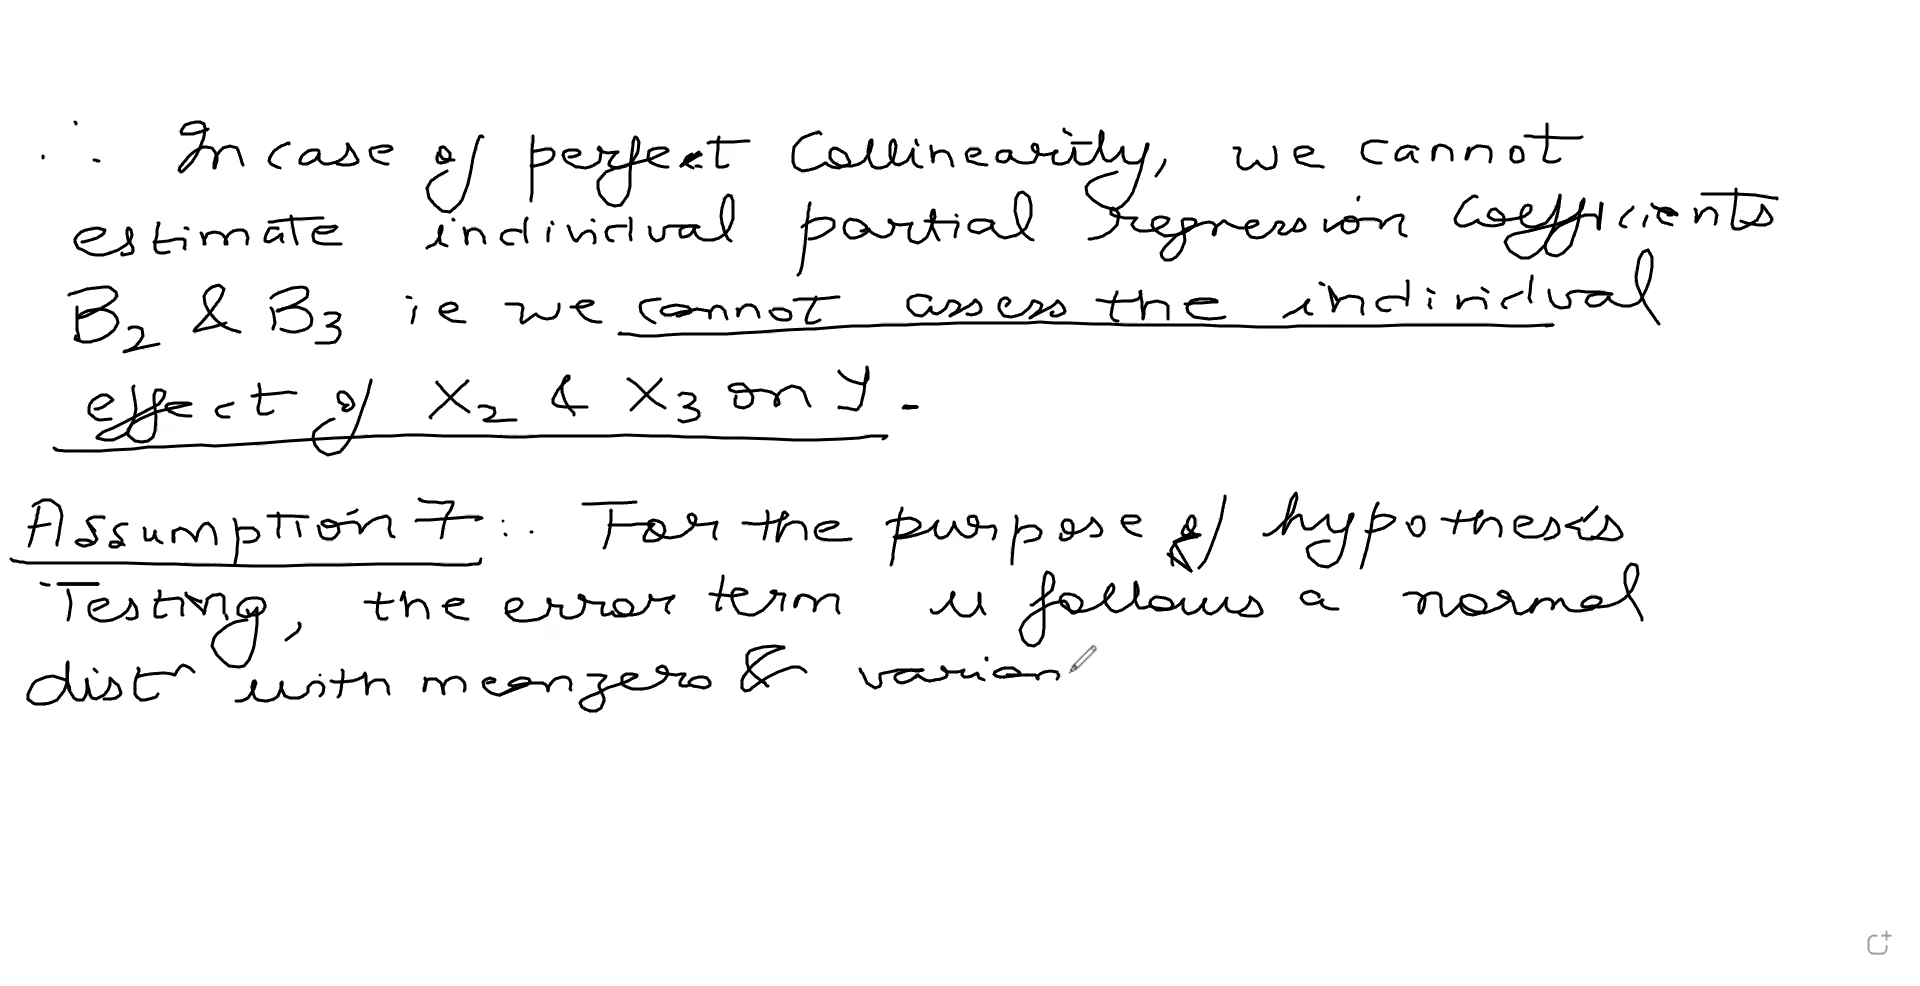 ∴ In case of perfect Collinearity, we cannot
estimate individual partial regression coefficients
B₂ & B₃ ie we cannot assess the individual
effect of X₂ & X₃ on Y.
Assumption 7:. For the purpose of hypothesis
Testing, the error term u follows a normal
distⁿ with mean zero & varian